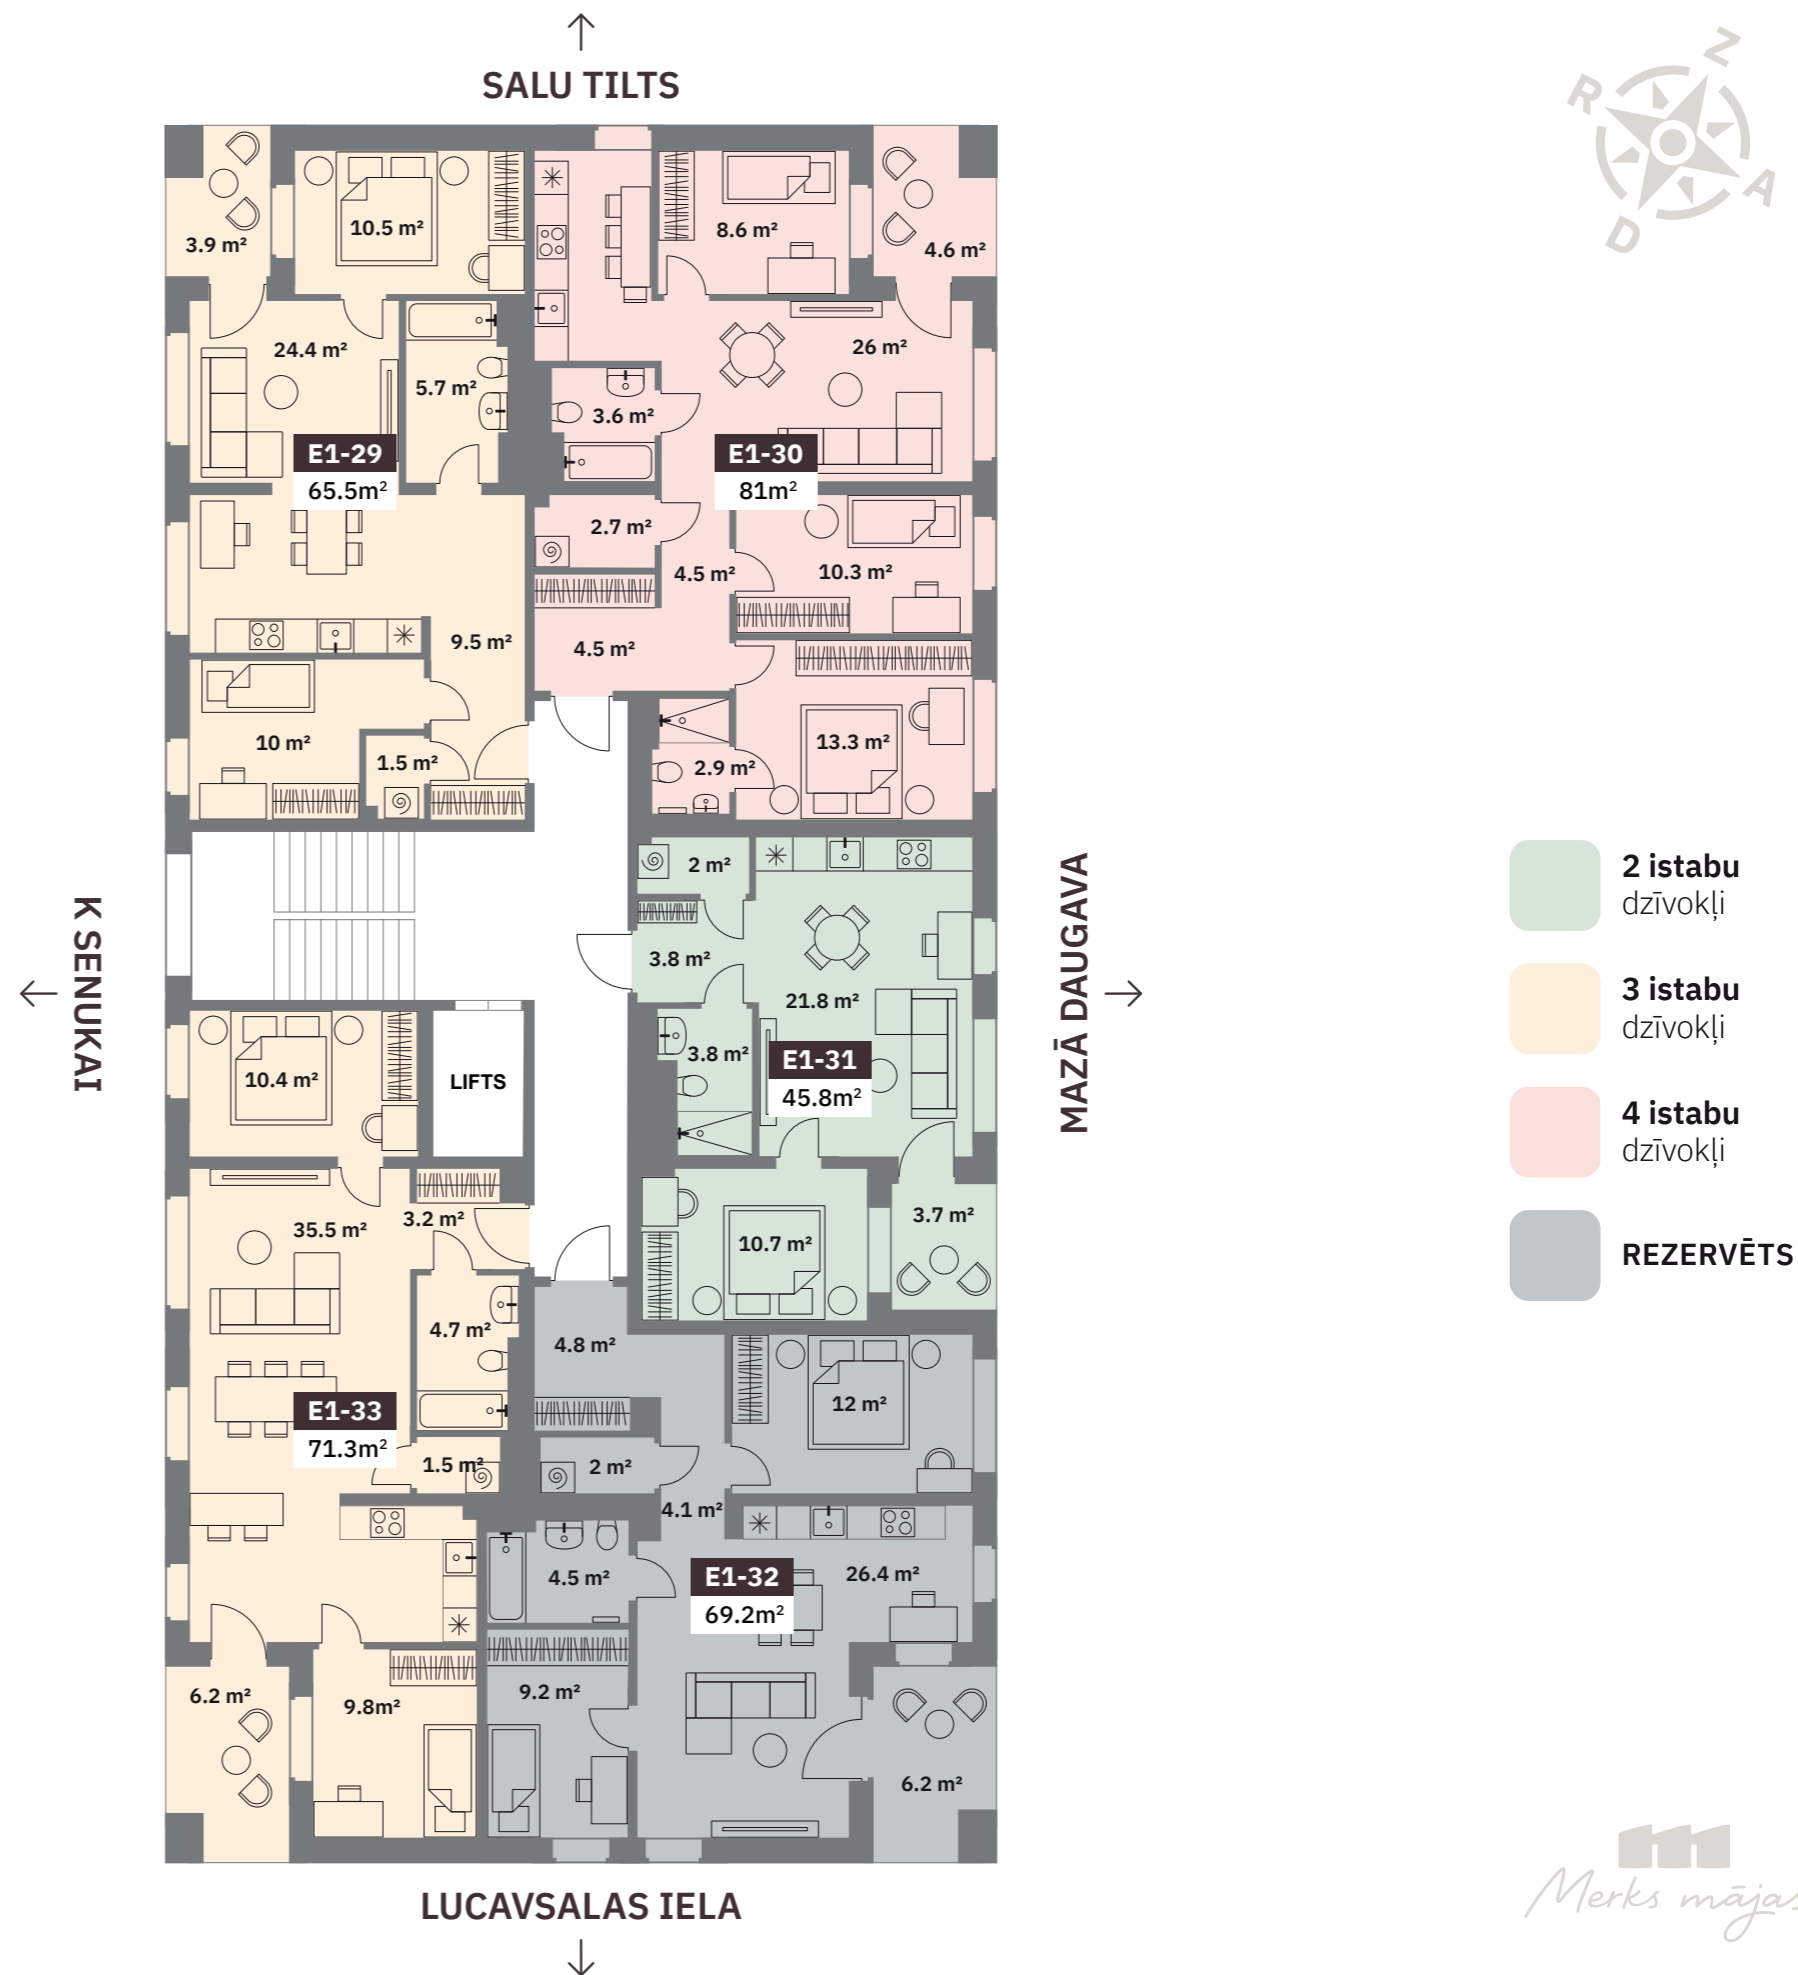 SALU TILTS
Z
R
A
D
3.9 m²
10.5 m²
8.6 m²
4.6 m²
24.4 m²
5.7 m²
3.6 m²
26 m²
E1-29
65.5m²
E1-30
81m²
2.7 m²
4.5 m²
10.3 m²
9.5 m²
4.5 m²
10 m²
1.5 m²
2.9 m²
13.3 m²
K SENUKAI
LIFTS
10.4 m²
2 m²
3.8 m²
21.8 m²
3.8 m²
E1-31
45.8m²
MAZĀ DAUGAVA
10.7 m²
3.7 m²
35.5 m²
3.2 m²
4.7 m²
E1-33
71.3m²
1.5 m²
4.8 m²
12 m²
2 m²
4.1 m²
4.5 m²
E1-32
69.2m²
26.4 m²
6.2 m²
9.8m²
9.2 m²
6.2 m²
LUCAVSALAS IELA
2 istabu
dzīvokļi
3 istabu
dzīvokļi
4 istabu
dzīvokļi
REZERVĒTS
Merks mājas